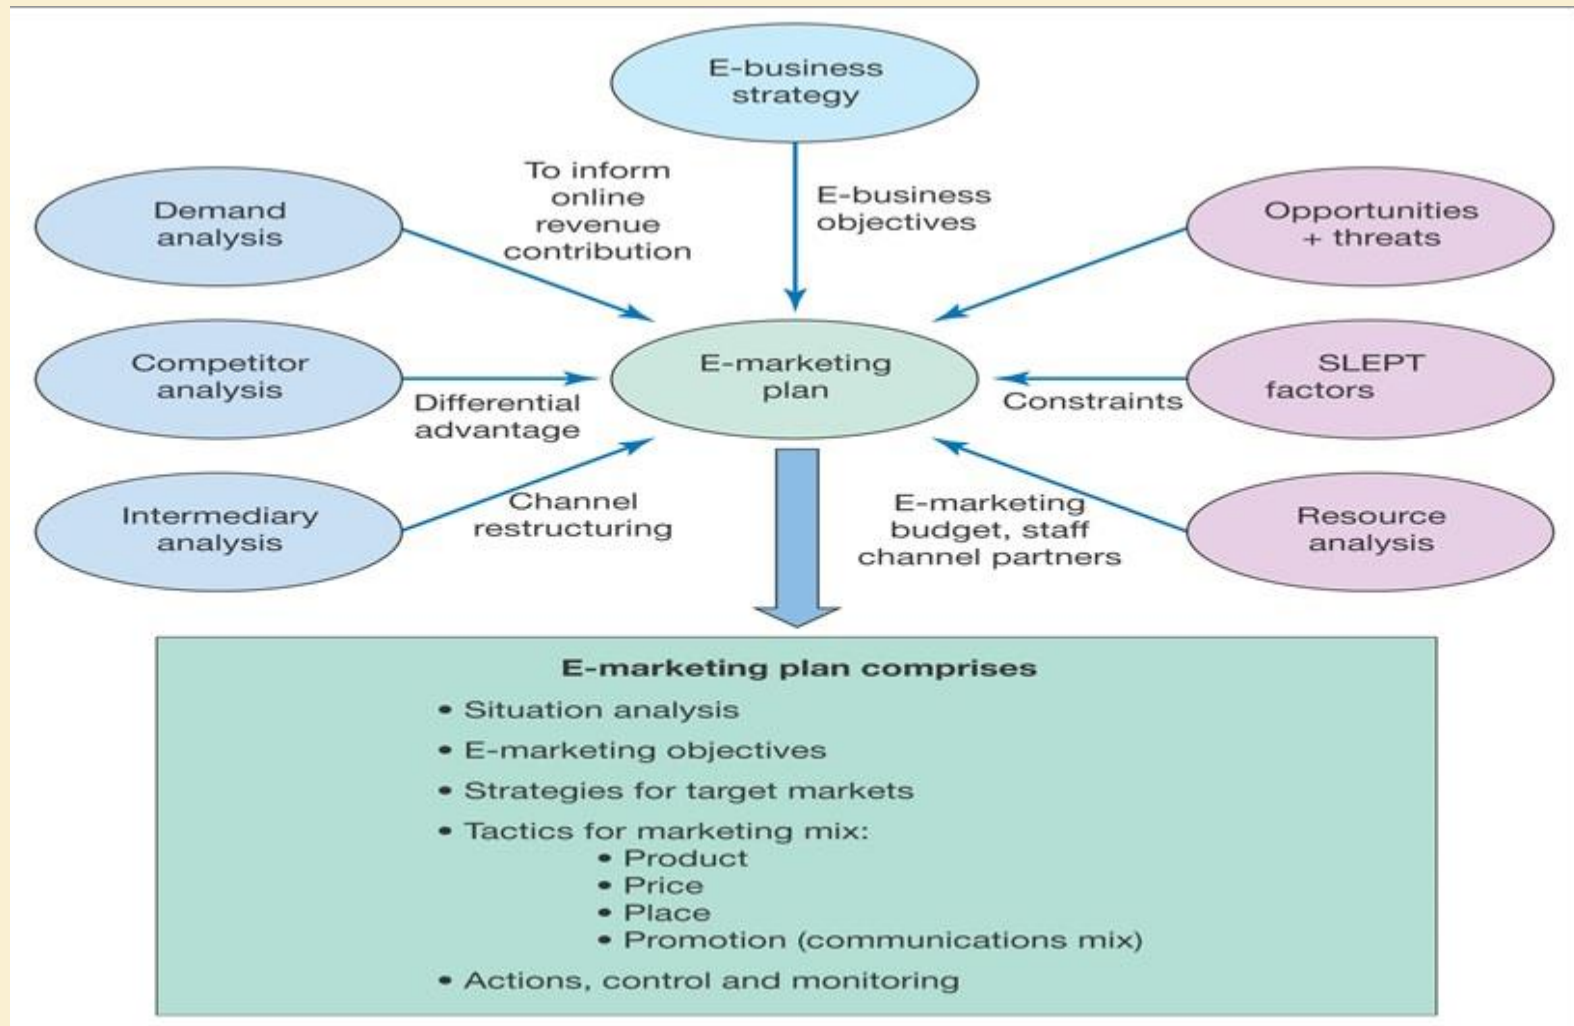 E-business
strategy
To inform
online
revenue
contribution
E-business
objectives
Demand
analysis
Opportunities
+ threats
Competitor
analysis
Differential
advantage
E-marketing
plan
Constraints
SLEPT
factors
Intermediary
analysis
Channel
restructuring
E-marketing
budget, staff
channel partners
Resource
analysis
E-marketing plan comprises
• Situation analysis
• E-marketing objectives
• Strategies for target markets
• Tactics for marketing mix:
• Product
• Price
• Place
• Promotion (communications mix)
• Actions, control and monitoring